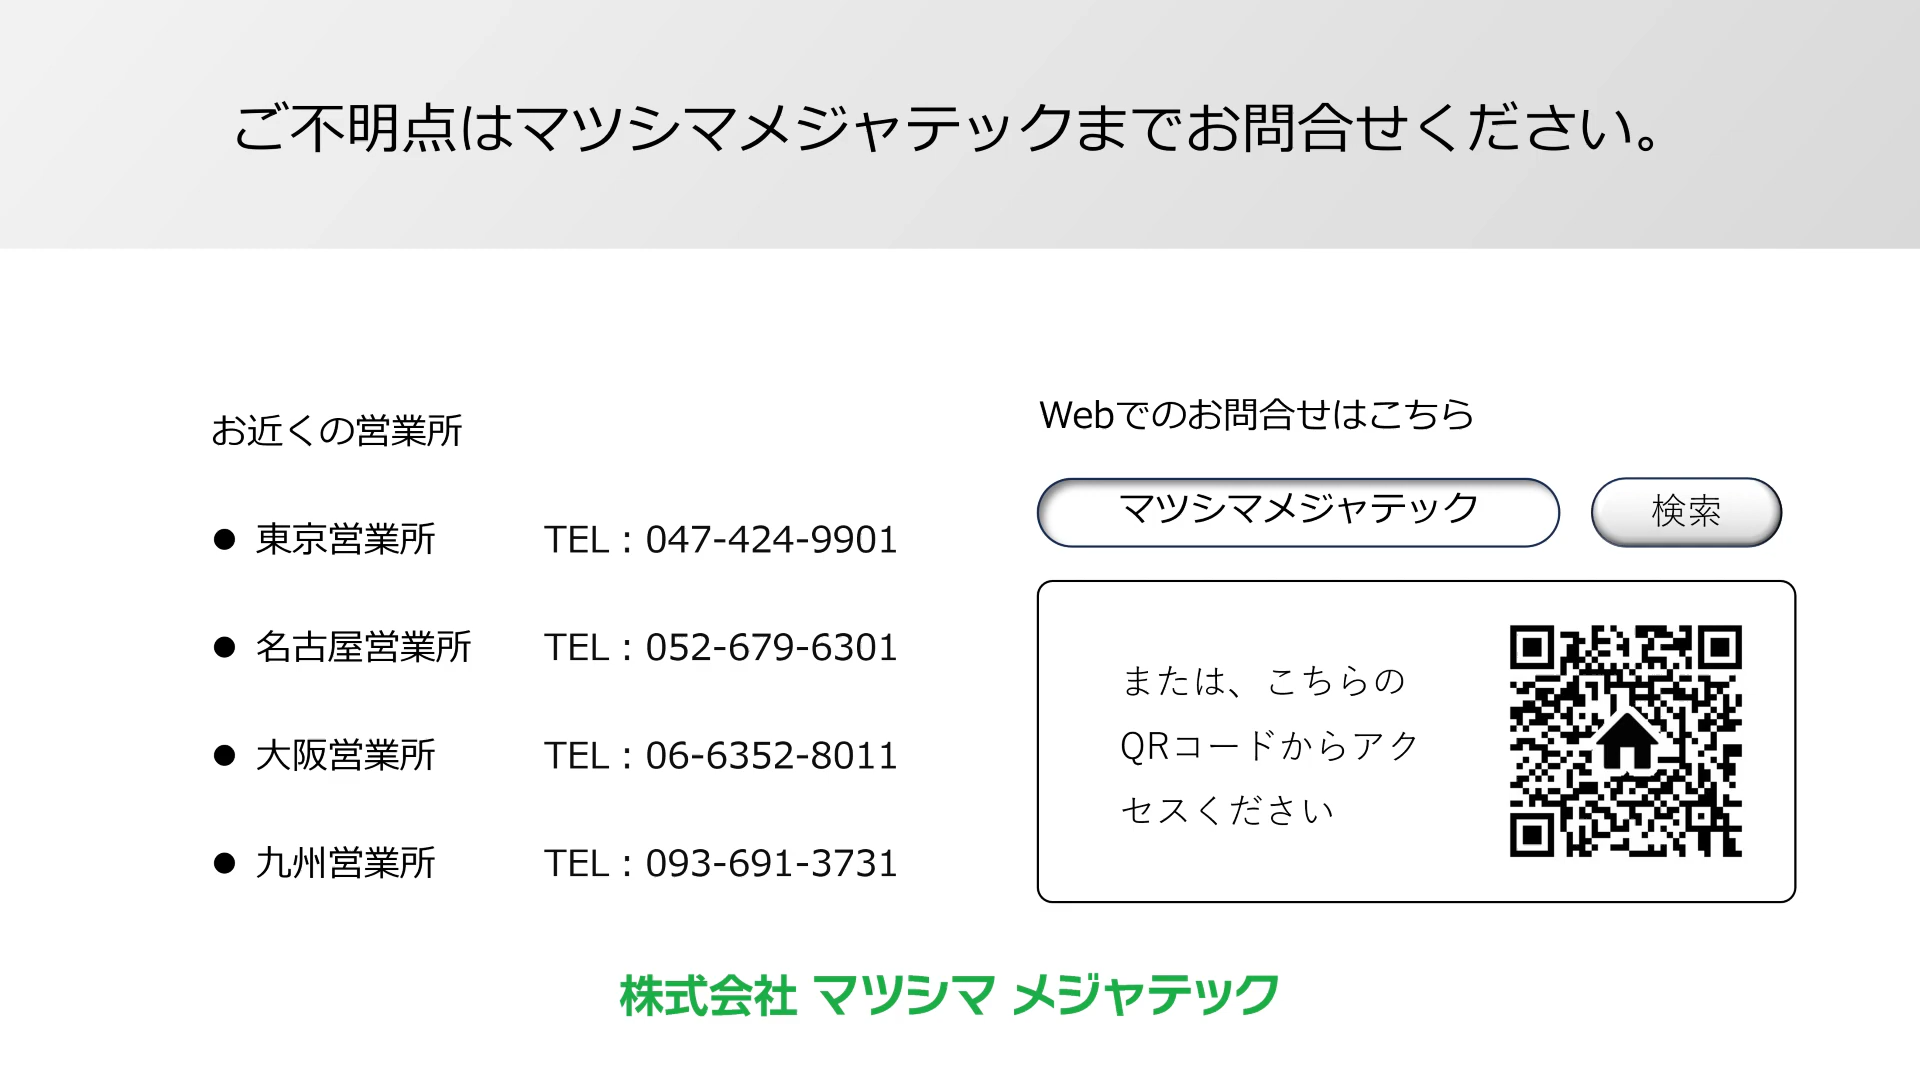 ご不明点はマツシマメジャテックまでお問合せください。
お近くの営業所
● 東京営業所 TEL：047-424-9901
● 名古屋営業所 TEL：052-679-6301
● 大阪営業所 TEL：06-6352-8011
● 九州営業所 TEL：093-691-3731
Webでのお問合せはこちら
マツシマメジャテック 検索
または、こちらの
QRコードからアク
セスください
株式会社 マツシマ メジャテック